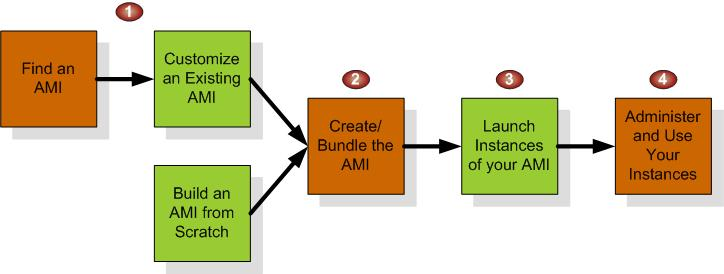 1
Find an
AMI
Customize
an Existing
AMI
Build an
AMI from
Scratch
2
Create/
Bundle the
AMI
3
Launch
Instances
of your AMI
4
Administer
and Use
Your
Instances